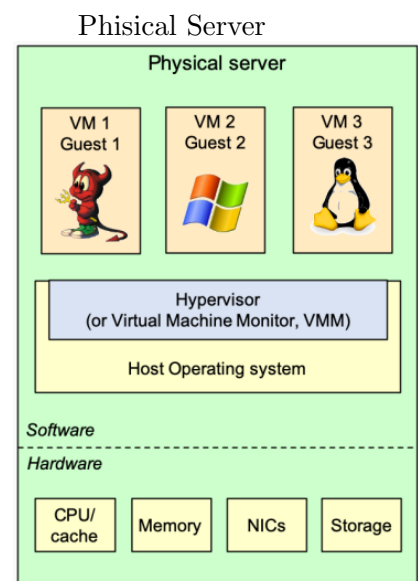 Phisical Server
Physical server
VM 1
Guest 1
VM 2
Guest 2
VM 3
Guest 3
Hypervisor
(or Virtual Machine Monitor, VMM)
Host Operating system
Software
Hardware
CPU/
cache
Memory
NICs
Storage